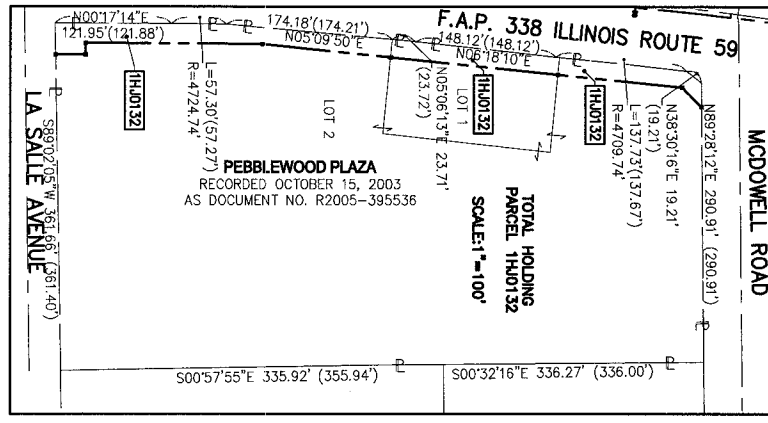 N00°17'14"E
121.95'(121.88')
174.18'(174.21')
N05°09'50"E
148.12'(148.12')
N06°18'10"E
F.A.P. 338 ILLINOIS ROUTE 59
1HJ0132
L=57.30'(57.27')
R=4724.74'
LOT 2
N05°06'13"E 23.71'
(23.72')
LOT 1
1HJ0132
1HJ0132
L=137.73'(137.67')
R=4709.74'
N38°30'16"E 19.21'
(19.21')
N89°28'12"E 290.91' (290.91')
MCDOWELL ROAD
LA SALLE AVENUE
S89°02'05"W 361.66' (361.40')
PEBBLEWOOD PLAZA
RECORDED OCTOBER 15, 2003
AS DOCUMENT NO. R2005-395536
TOTAL HOLDING
PARCEL 1HJ0132
SCALE:1"=100'
S00°57'55"E 335.92' (355.94')
S00°32'16"E 336.27' (336.00')